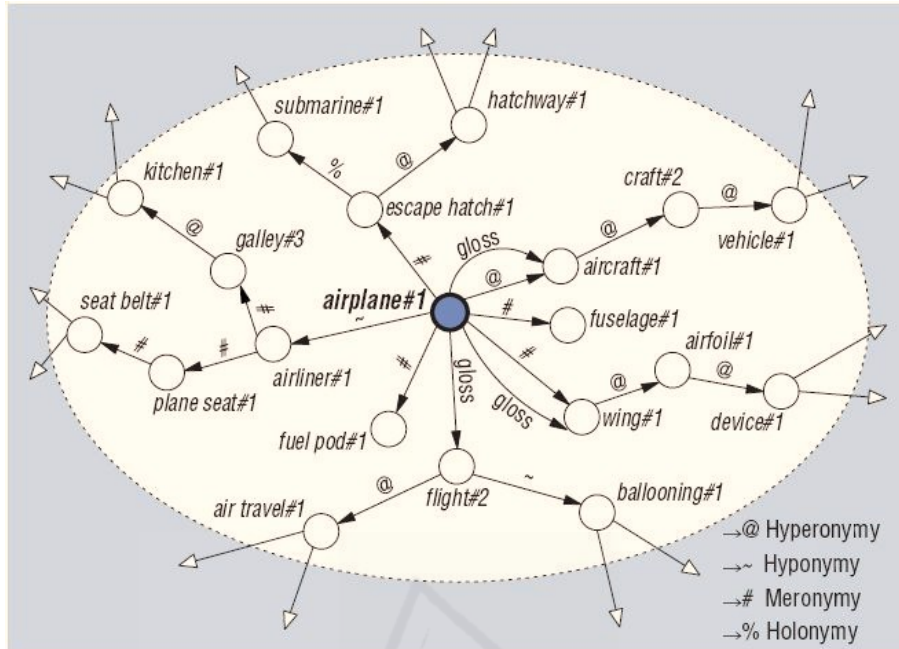 submarine#1
hatchway#1
%
@
kitchen#1
escape hatch#1
craft#2
@
vehicle#1
@
galley#3
#
gloss
@
aircraft#1
@
seat belt#1
#
airplane#1
~
#
fuselage#1
#
#
airliner#1
plane seat#1
#
gloss
#
gloss
airfoil#1
@
@
wing#1
device#1
fuel pod#1
@
flight#2
~
air travel#1
ballooning#1
→@ Hyperonymy
→~ Hyponymy
→# Meronymy
→% Holonymy